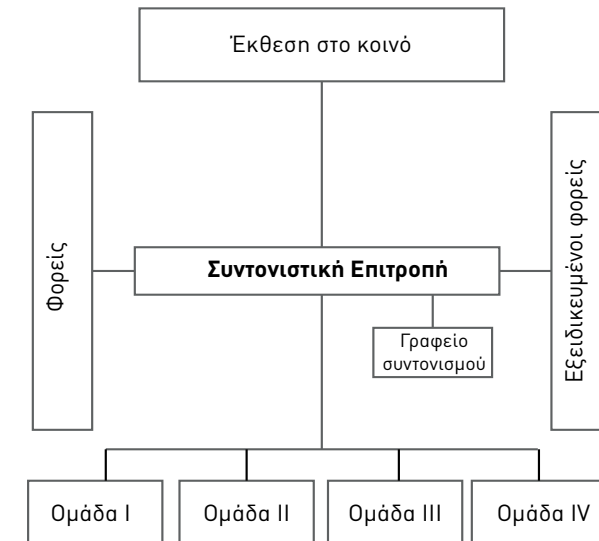 Έκθεση στο κοινό
Φορείς
Συντονιστική Επιτροπή
Εξειδικευμένοι φορείς
Γραφείο
συντονισμού
Ομάδα I
Ομάδα II
Ομάδα III
Ομάδα IV